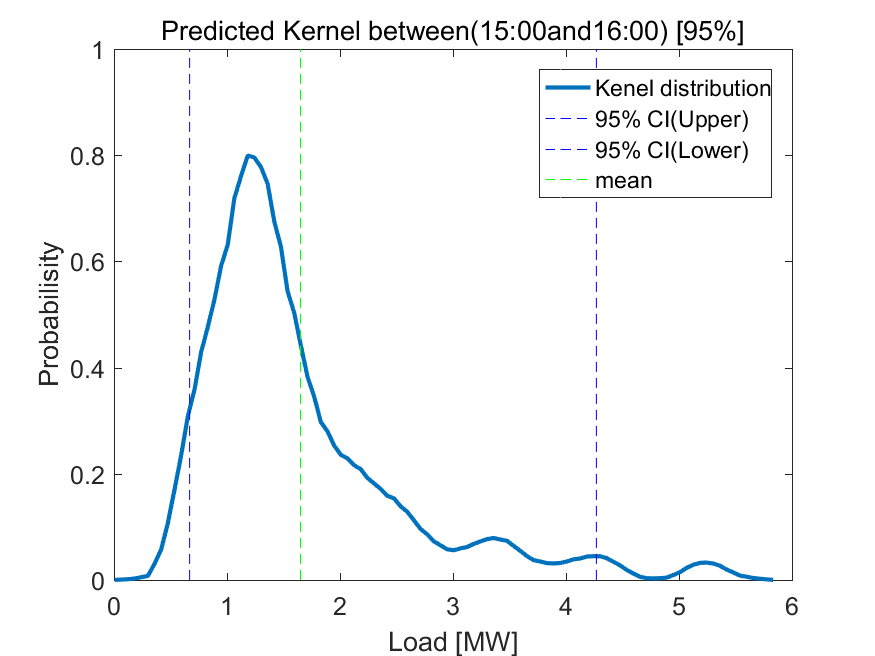 Predicted Kernel between(15:00and16:00) [95%]
Kenel distribution
95% CI(Upper)
95% CI(Lower)
mean
Probabilisity
1
0.8
0.6
0.4
0.2
0
0 1 2 3 4 5 6
Load [MW]